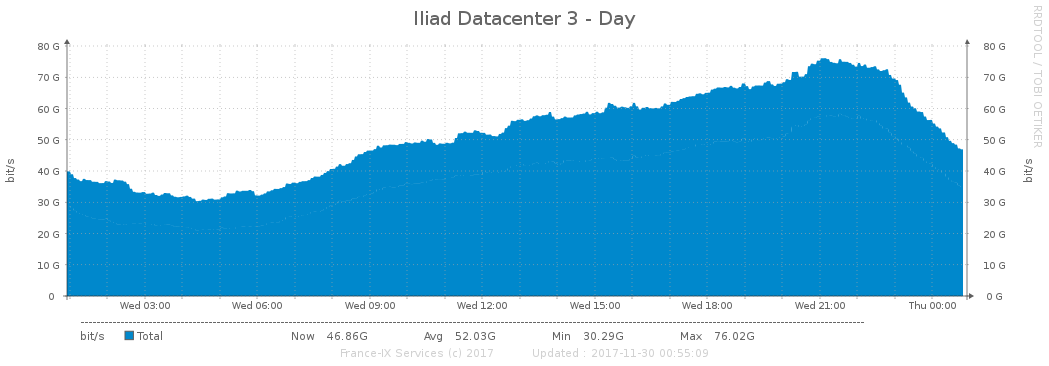 Iliad Datacenter 3 - Day
RRDTOOL / TOBI OETIKER
80 G 80 G
70 G 70 G
60 G 60 G
50 G 50 G
40 G 40 G
30 G 30 G
20 G 20 G
10 G 10 G
0 0 G
bit/s bit/s
Wed 03:00 Wed 06:00 Wed 09:00 Wed 12:00 Wed 15:00 Wed 18:00 Wed 21:00 Thu 00:00
bit/s Total Now 46.86G Avg 52.03G Min 30.29G Max 76.02G
France-IX Services (c) 2017 Updated : 2017-11-30 00:55:09